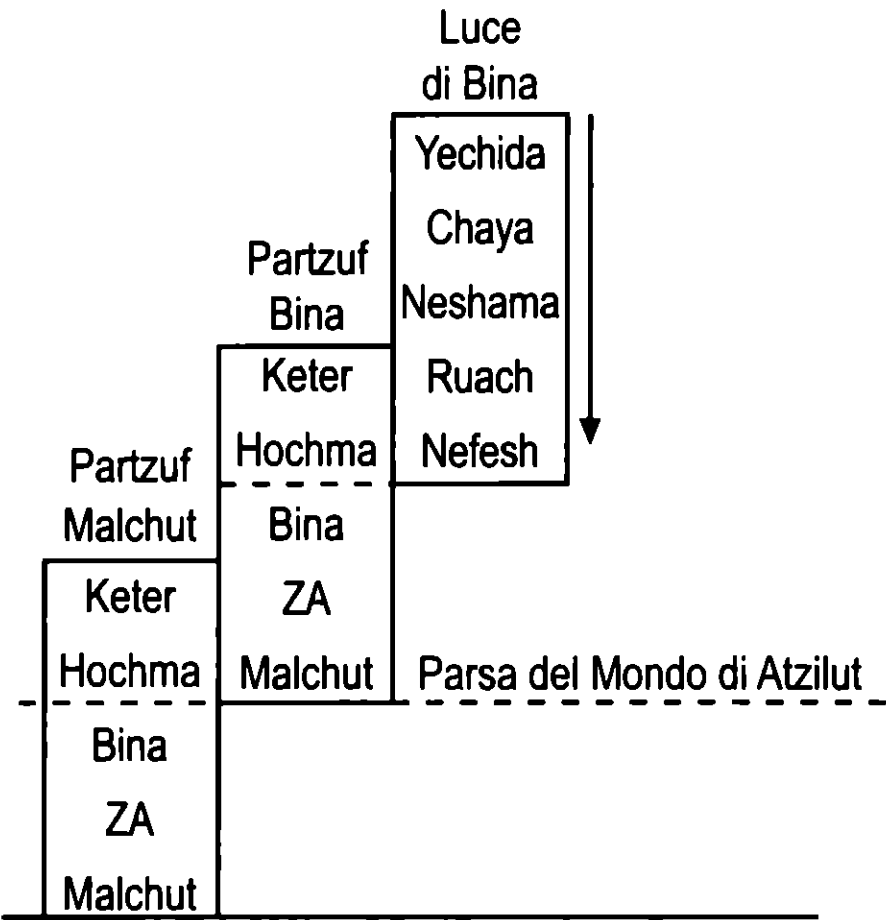 Luce
di Bina
Yechida
Chaya
Neshama
Ruach
Nefesh
Partzuf
Bina
Keter
Hochma
Bina
ZA
Malchut
Partzuf
Malchut
Keter
Hochma
Bina
ZA
Malchut
Parsa del Mondo di Atzilut